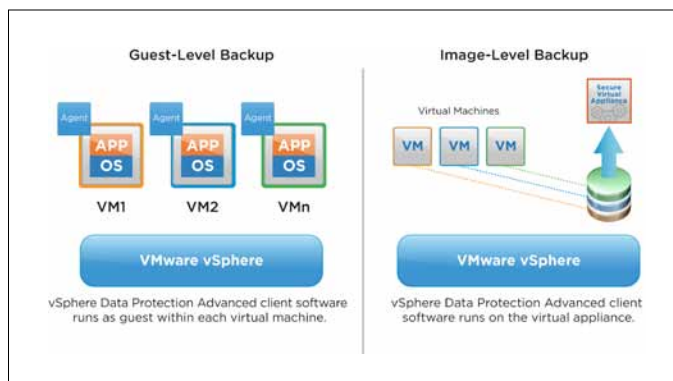 Guest-Level Backup
Agent
Agent
Agent
APP
OS
APP
OS
APP
OS
VM1
VM2
VMn
VMware vSphere
vSphere Data Protection Advanced client software
runs as guest within each virtual machine.
Image-Level Backup
Secure
Virtual
Appliance
Virtual Machines
VM
VM
VM
VMware vSphere
vSphere Data Protection Advanced client
software runs on the virtual appliance.